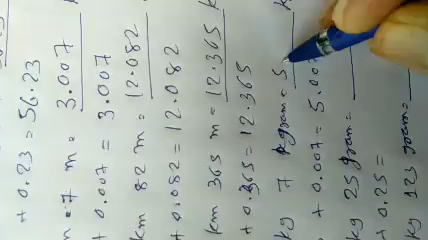 + 0.23 = 56.23
m 7 m = 3.007
+ 0.007 = 3.007
km 82 m = 12.082
+ 0.082 = 12.082
km 365 m = 12.365 k
+ 0.365 = 12.365
kg 7 gram = 5
+ 0.007 = 5.007
kg 25 gram =
+ 0.25 =
kg 123 gram =